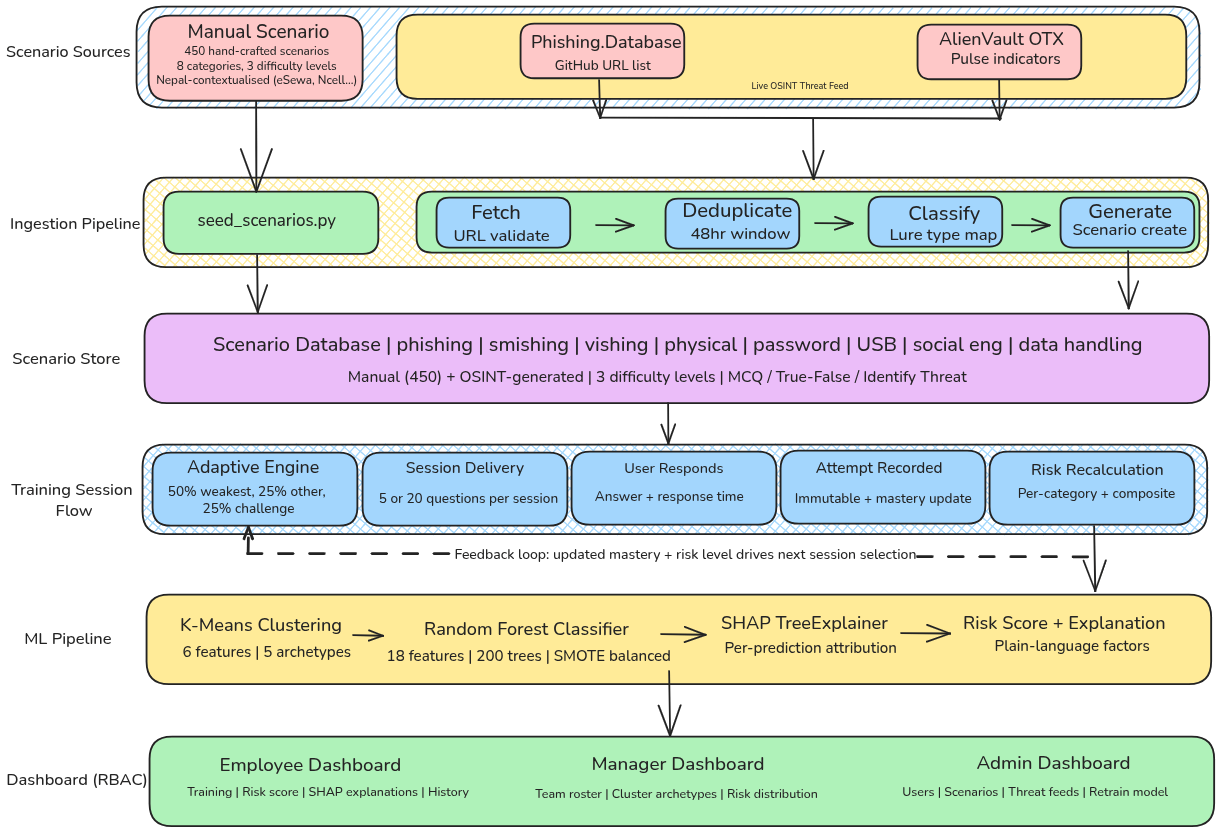 Scenario Sources
Manual Scenario
450 hand-crafted scenarios
8 categories, 3 difficulty levels
Nepal-contextualised (eSewa, Ncell...)
Phishing.Database
GitHub URL list
AlienVault OTX
Pulse indicators
Live OSINT Threat Feed
Ingestion Pipeline
seed_scenarios.py
Fetch
URL validate
Deduplicate
48hr window
Classify
Lure type map
Generate
Scenario create
Scenario Store
Scenario Database | phishing | smishing | vishing | physical | password | USB | social eng | data handling
Manual (450) + OSINT-generated | 3 difficulty levels | MCQ / True-False / Identify Threat
Training Session
Flow
Adaptive Engine
50% weakest, 25% other,
25% challenge
Session Delivery
5 or 20 questions per session
User Responds
Answer + response time
Attempt Recorded
Immutable + mastery update
Risk Recalculation
Per-category + composite
Feedback loop: updated mastery + risk level drives next session selection
ML Pipeline
K-Means Clustering
6 features | 5 archetypes
Random Forest Classifier
18 features | 200 trees | SMOTE balanced
SHAP TreeExplainer
Per-prediction attribution
Risk Score + Explanation
Plain-language factors
Dashboard (RBAC)
Employee Dashboard
Training | Risk score | SHAP explanations | History
Manager Dashboard
Team roster | Cluster archetypes | Risk distribution
Admin Dashboard
Users | Scenarios | Threat feeds | Retrain model